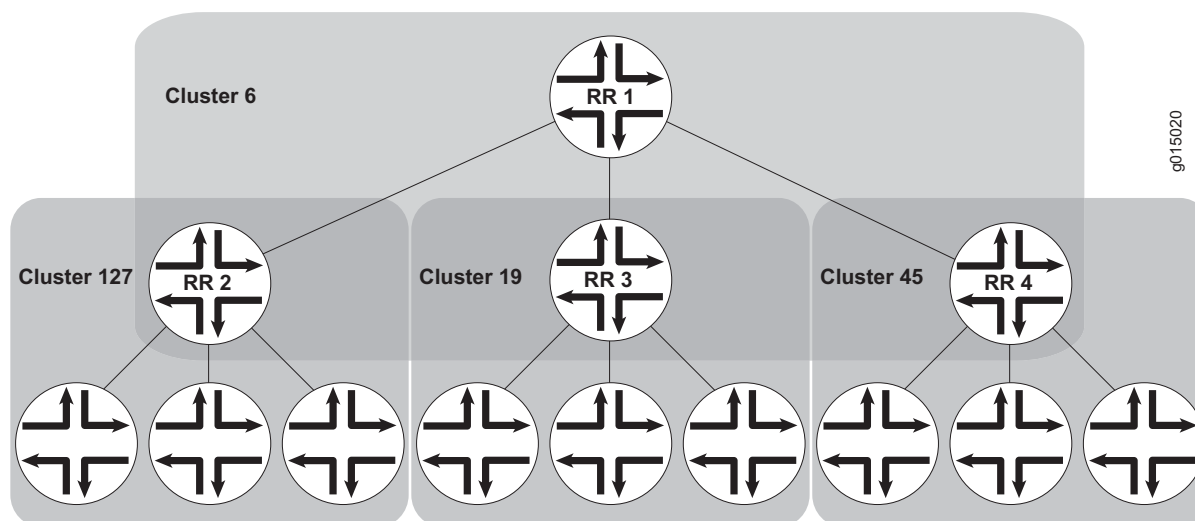 Cluster 6
RR 1
g015020
Cluster 127
RR 2
Cluster 19
RR 3
Cluster 45
RR 4